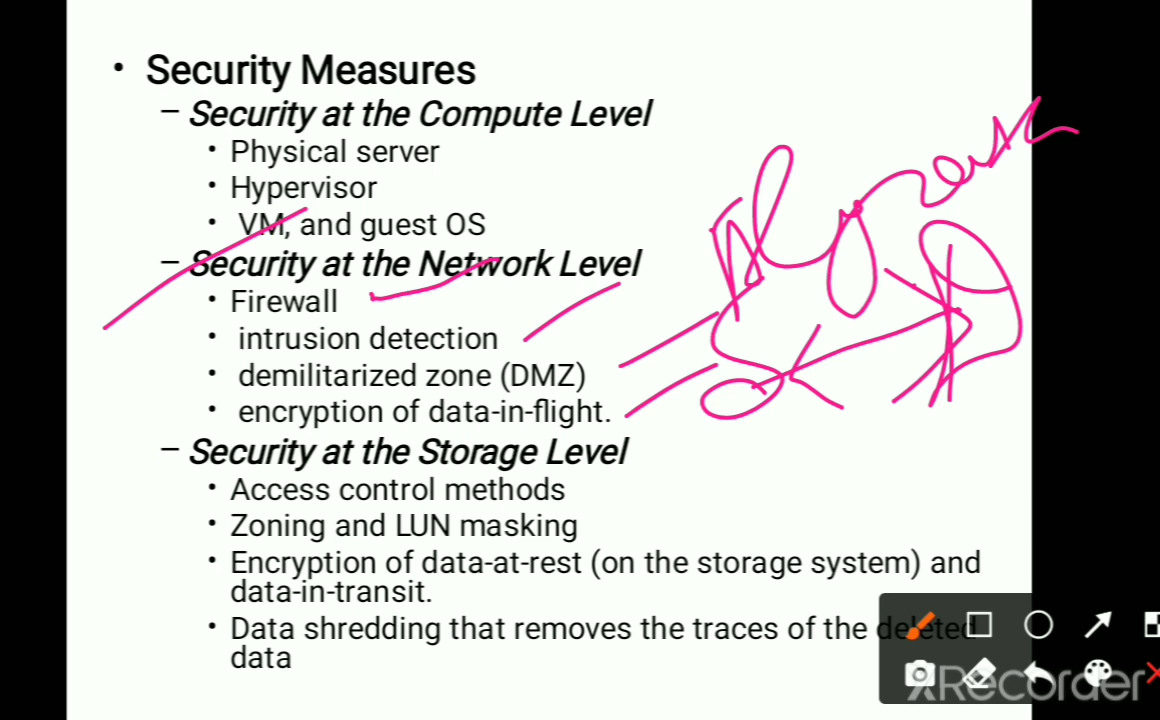 • Security Measures
– Security at the Compute Level
• Physical server
• Hypervisor
• VM, and guest OS
– Security at the Network Level
• Firewall
• intrusion detection
• demilitarized zone (DMZ)
• encryption of data-in-flight.
– Security at the Storage Level
• Access control methods
• Zoning and LUN masking
• Encryption of data-at-rest (on the storage system) and
data-in-transit.
• Data shredding that removes the traces of the deleted
data
XRecorder